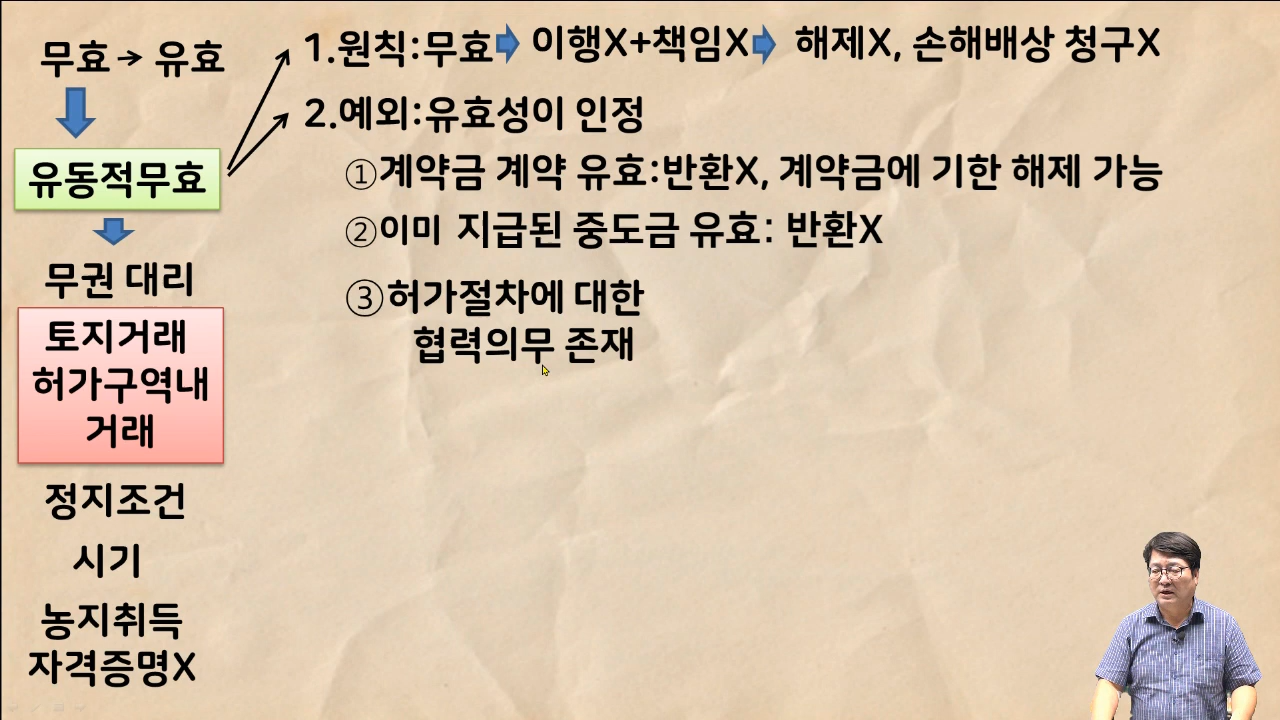 무효→ 유효
유동적무효
무권 대리
토지거래
허가구역내
거래
정지조건
시기
농지취득
자격증명X
1.원칙:무효 이행X+책임X 해제X, 손해배상 청구X
2.예외:유효성이 인정
①계약금 계약 유효:반환X, 계약금에 기한 해제 가능
②이미 지급된 중도금 유효: 반환X
③허가절차에 대한
협력의무 존재